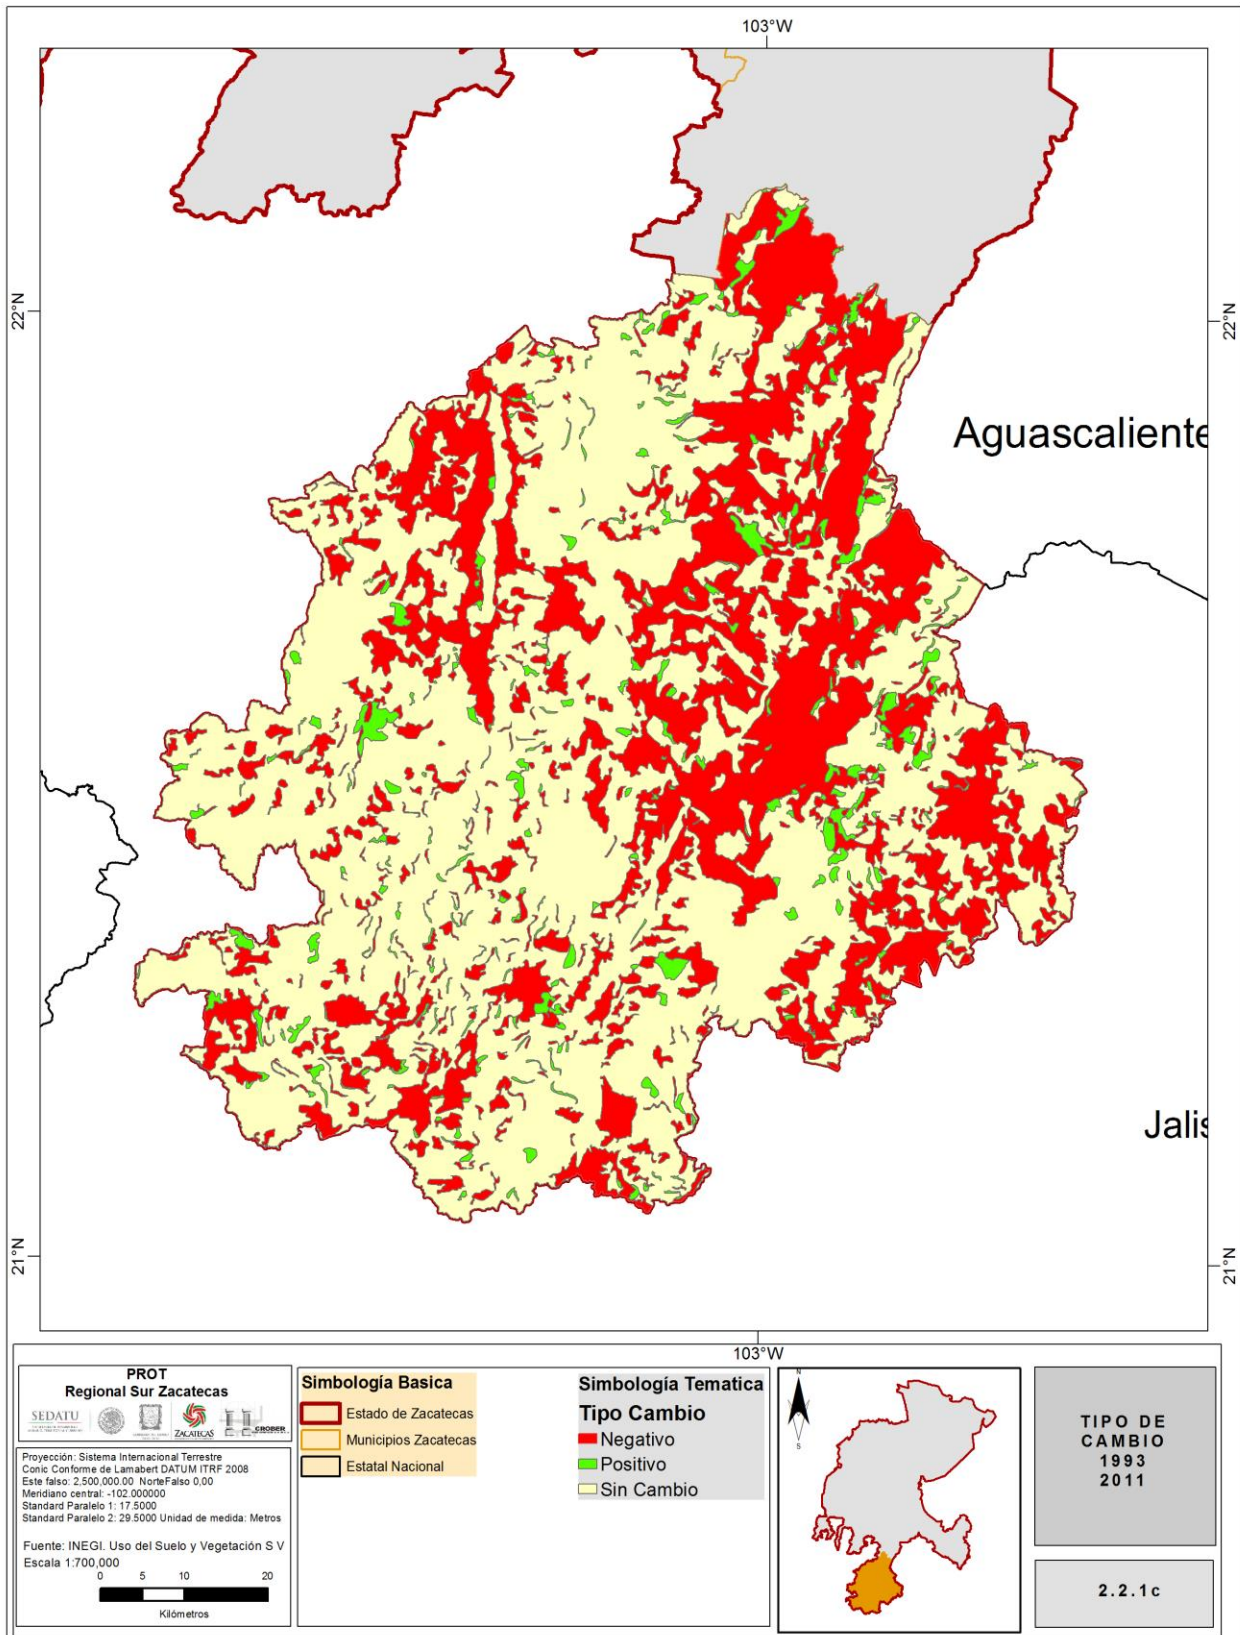 103°W
22°N
22°N
Aguascaliente
Jalis
21°N
21°N
103°W
PROT
Regional Sur Zacatecas
SEDATU
ZACATECAS
GROBER
Proyección: Sistema Internacional Terrestre
Conic Conforme de Lamabert DATUM ITRF 2008
Este falso: 2,500,000.00 NorteFalso 0,00
Meridiano central: -102.000000
Standard Paralelo 1: 17.5000
Standard Paralelo 2: 29.5000 Unidad de medida: Metros
Fuente: INEGI. Uso del Suelo y Vegetación S V
Escala 1:700,000
0 5 10 20
Kilómetros
Simbología Basica
Estado de Zacatecas
Municipios Zacatecas
Estatal Nacional
Simbología Tematica
Tipo Cambio
Negativo
Positivo
Sin Cambio
N
S
TIPO DE
CAMBIO
1993
2011
2.2.1c